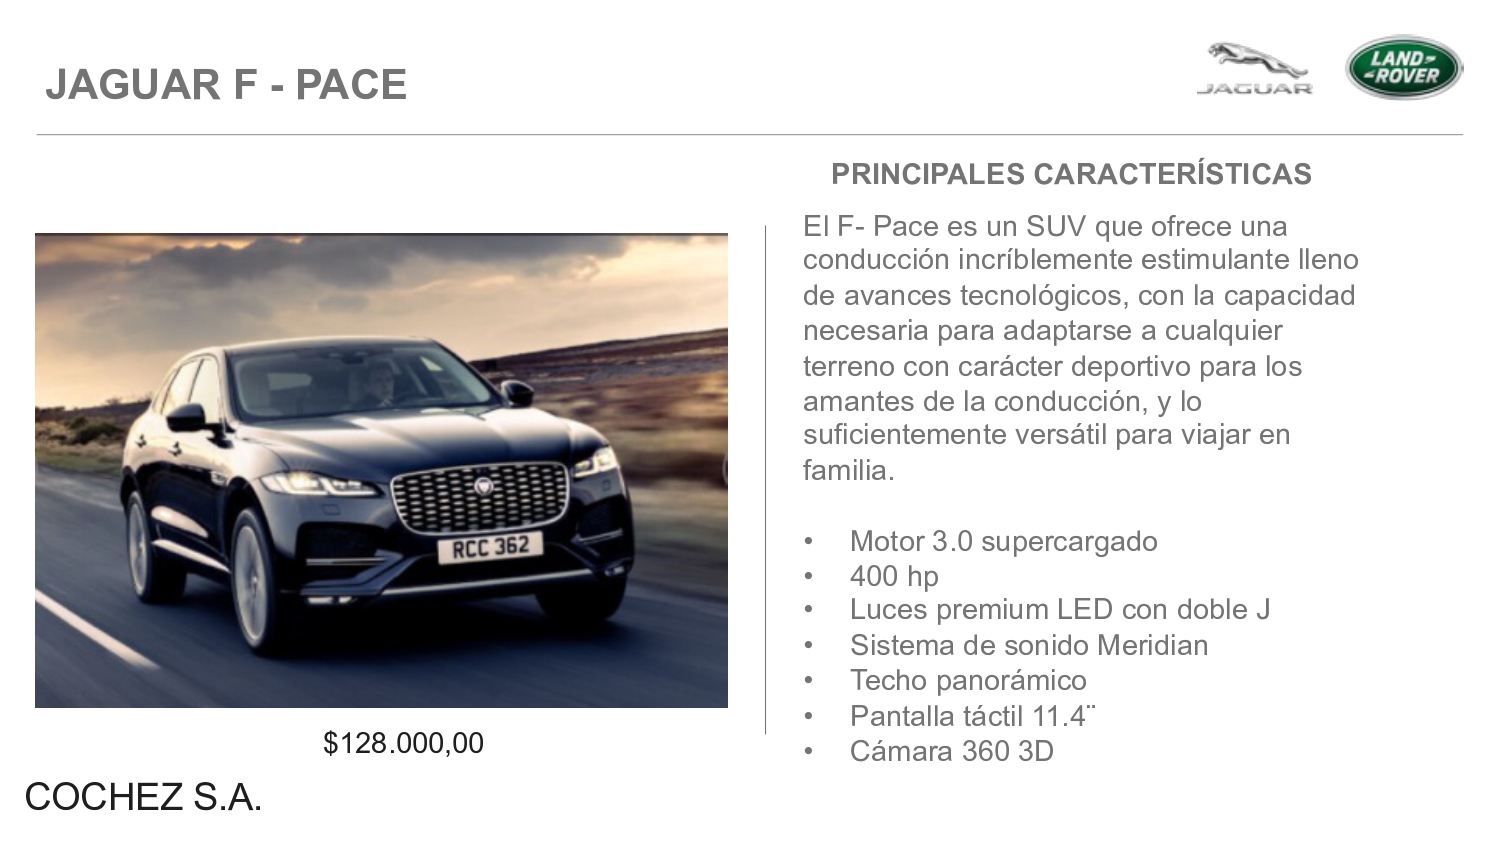 JAGUAR F - PACE
JAGUAR
LAND
ROVER
PRINCIPALES CARACTERÍSTICAS
El F- Pace es un SUV que ofrece una
conducción incríblemente estimulante lleno
de avances tecnológicos, con la capacidad
necesaria para adaptarse a cualquier
terreno con carácter deportivo para los
amantes de la conducción, y lo
suficientemente versátil para viajar en
familia.
• Motor 3.0 supercargado
• 400 hp
• Luces premium LED con doble J
• Sistema de sonido Meridian
• Techo panorámico
• Pantalla táctil 11.4¨
• Cámara 360 3D
RCC 362
$128.000,00
COCHEZ S.A.